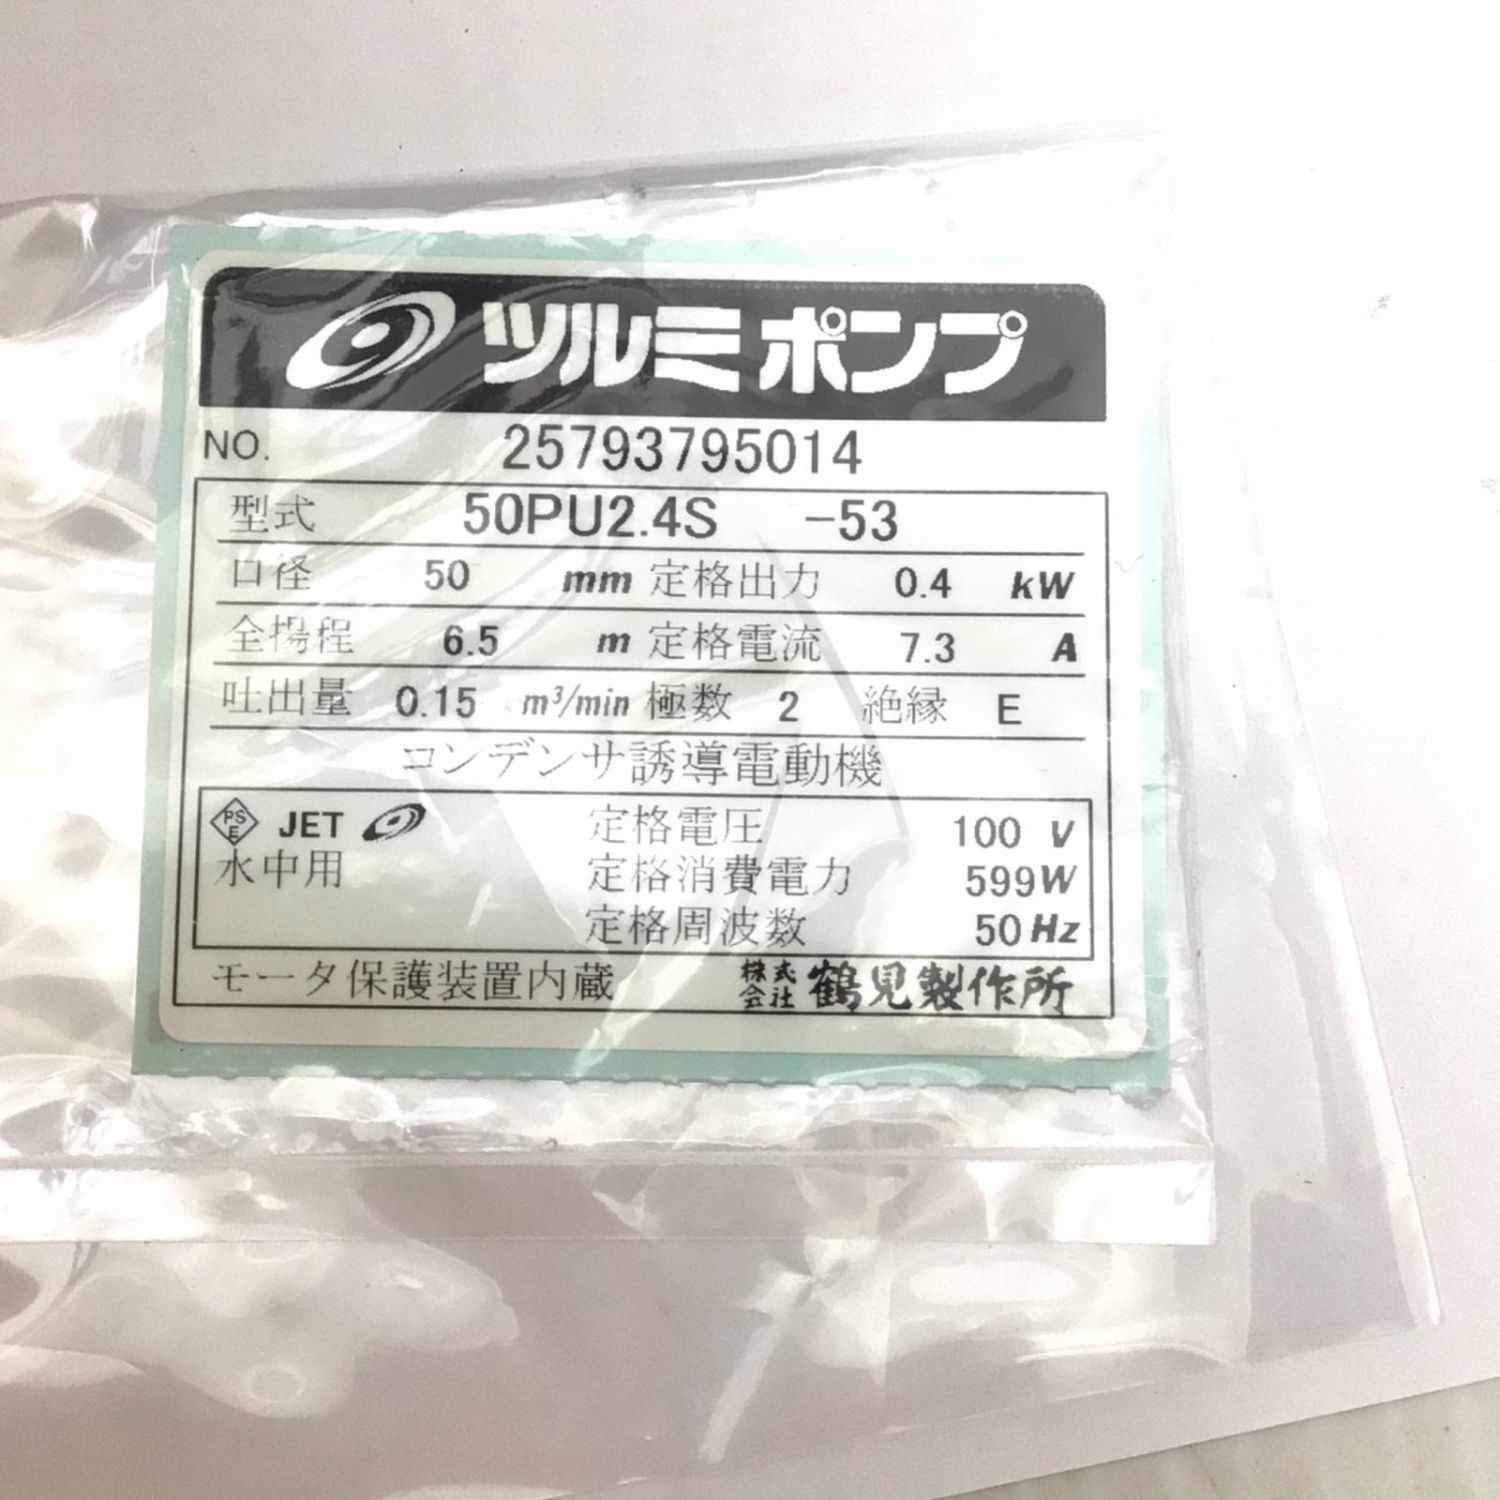 ツルミポンプ
NO. 25793795014
型式 50PU2.4S -53
口径 50 mm 定格出力 0.4 kW
全揚程 6.5 m 定格電流 7.3 A
吐出量 0.15 m³/min 極数 2 絶縁 E
コンデンサ誘導電動機
PSE JET 定格電圧 100 V
水中用 定格消費電力 599W
定格周波数 50Hz
モータ保護装置内蔵 株式会社 鶴見製作所